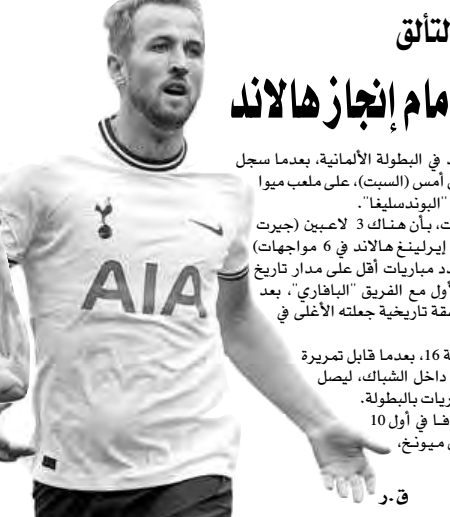 لتألق
مام إنجاز هالاند
د في البطولة الألمانية، بعدما سجل
أمس (السبت)، على ملعب ميوا
"البوندسليغا".
ت، بأن هناك 3 لاعبين (جيرت
إيرلينغ هالاند في 6 مواجهات)
دد مباريات أقل على مدار تاريخ
أول مع الفريق "البافاري"، بعد
قة تاريخية جعلته الأغلى في
ة 16، بعدما قابل تمريرة
داخل الشباك، ليصل
ريات بالبطولة.
فا في أول 10
ميونخ،
ق.ر
AIA